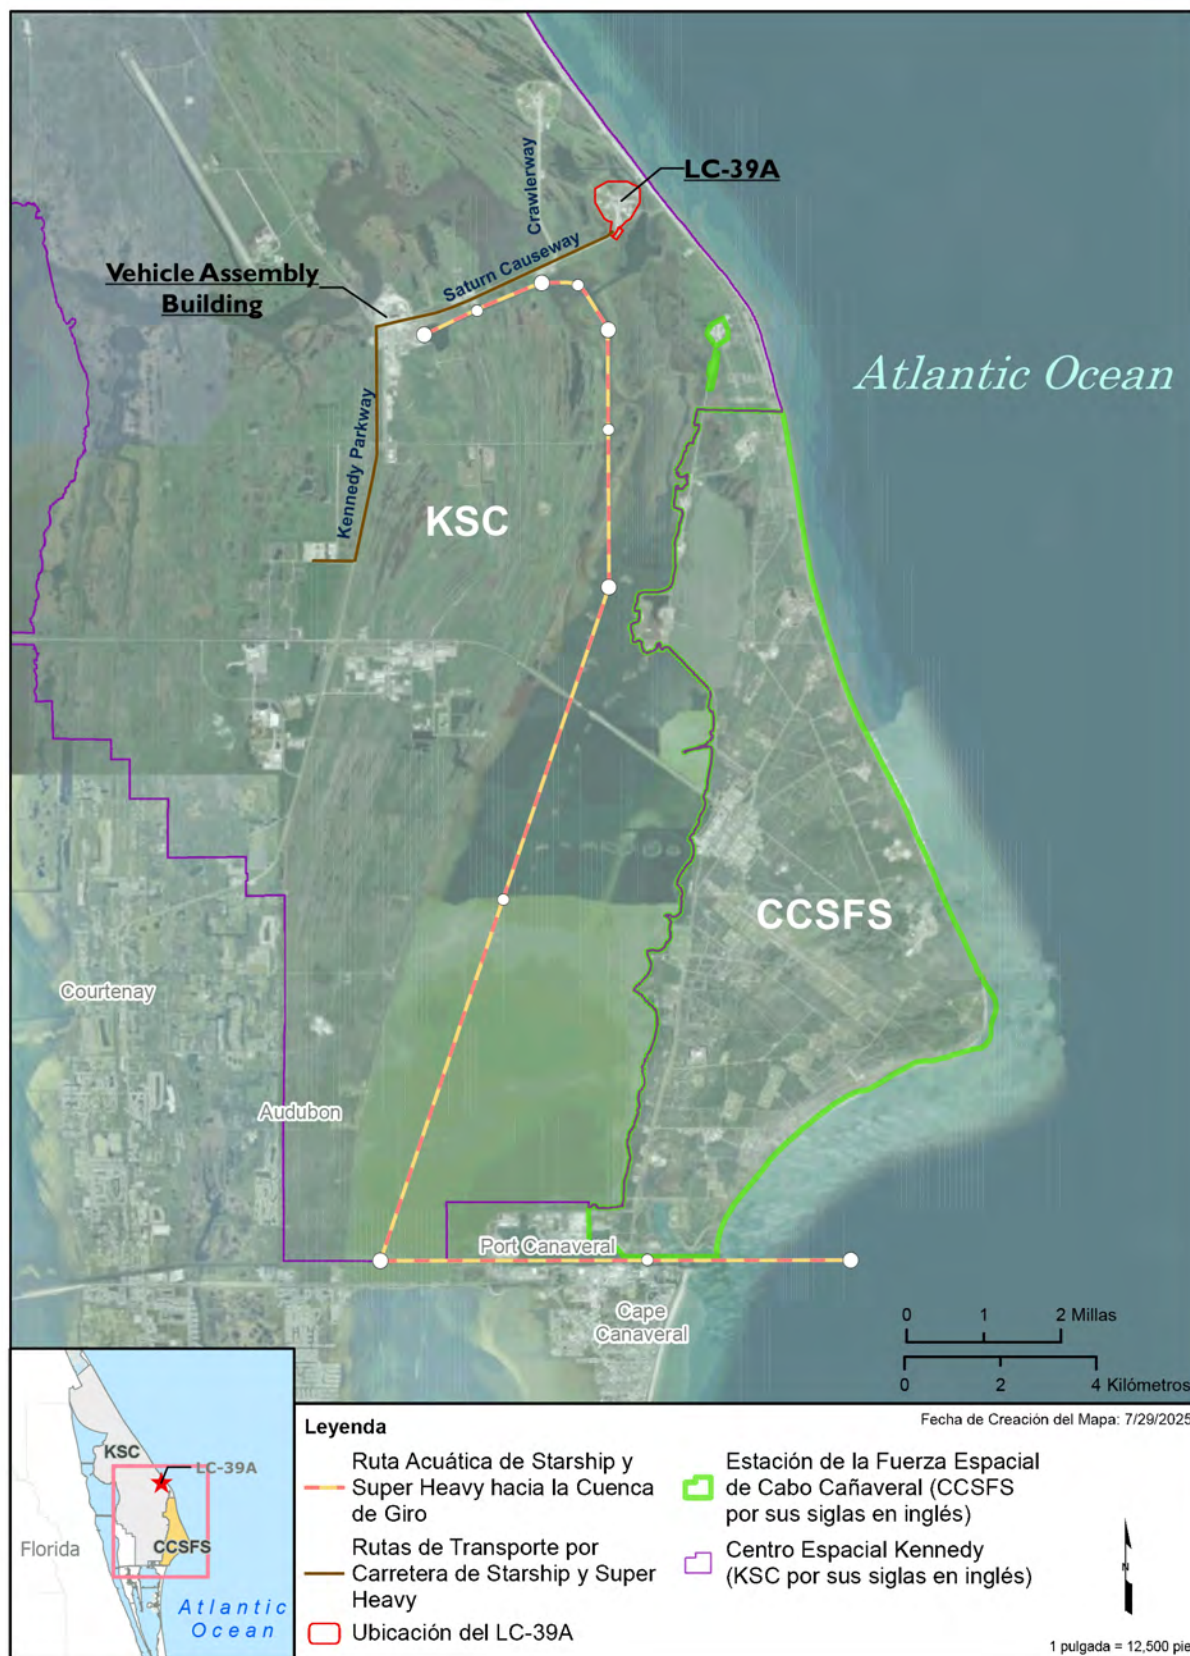 LC-39A
Crawlerway
Saturn Causeway
Vehicle Assembly
Building
Kennedy Parkway
Atlantic Ocean
KSC
CCSFS
Courtenay
Audubon
Port Canaveral
Cape
Canaveral
0 1 2 Millas
0 2 4 Kilómetros
KSC
LC-39A
Florida
CCSFS
Atlantic
Ocean
Leyenda
Fecha de Creación del Mapa: 7/29/2025
Ruta Acuática de Starship y
Super Heavy hacia la Cuenca
de Giro
Rutas de Transporte por
Carretera de Starship y Super
Heavy
Ubicación del LC-39A
Estación de la Fuerza Espacial
de Cabo Cañaveral (CCSFS
por sus siglas en inglés)
Centro Espacial Kennedy
(KSC por sus siglas en inglés)
N
1 pulgada = 12,500 pie